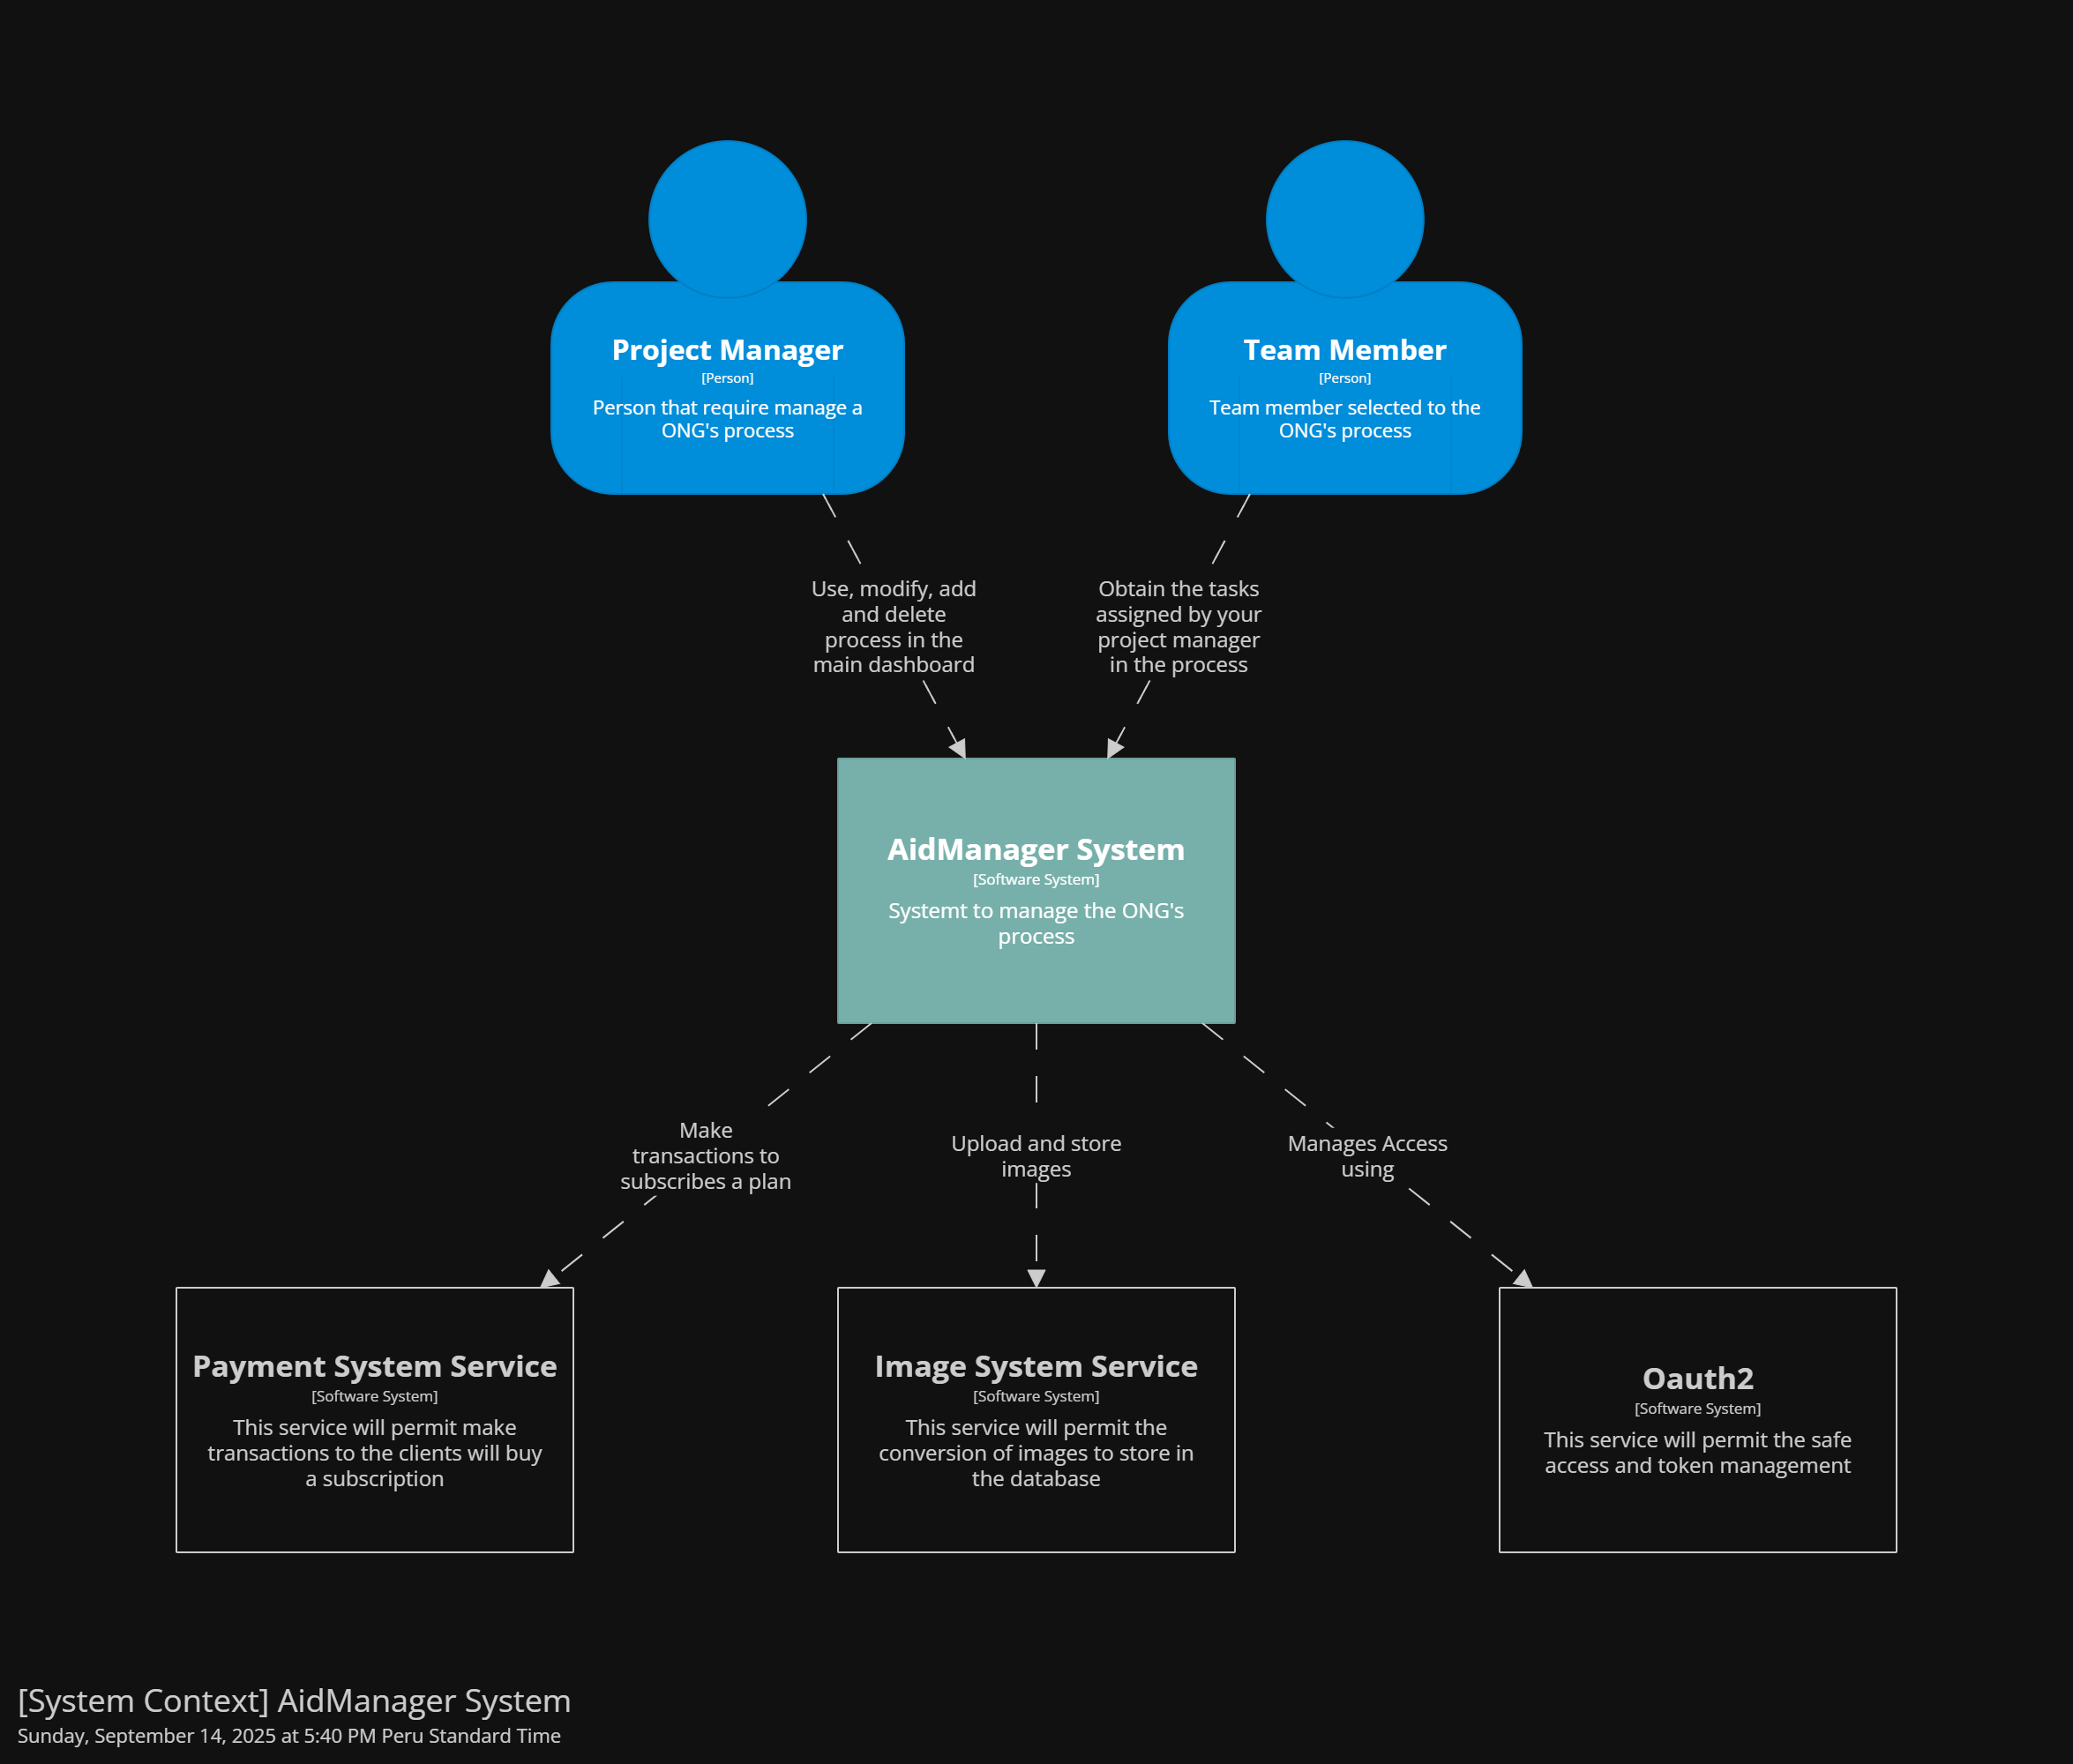 Project Manager
[Person]
Person that require manage a
ONG's process
Team Member
[Person]
Team member selected to the
ONG's process
Use, modify, add
and delete
process in the
main dashboard
Obtain the tasks
assigned by your
project manager
in the process
AidManager System
[Software System]
Systemt to manage the ONG's
process
Make
transactions to
subscribes a plan
Upload and store
images
Manages Access
using
Payment System Service
[Software System]
This service will permit make
transactions to the clients will buy
a subscription
Image System Service
[Software System]
This service will permit the
conversion of images to store in
the database
Oauth2
[Software System]
This service will permit the safe
access and token management
[System Context] AidManager System
Sunday, September 14, 2025 at 5:40 PM Peru Standard Time